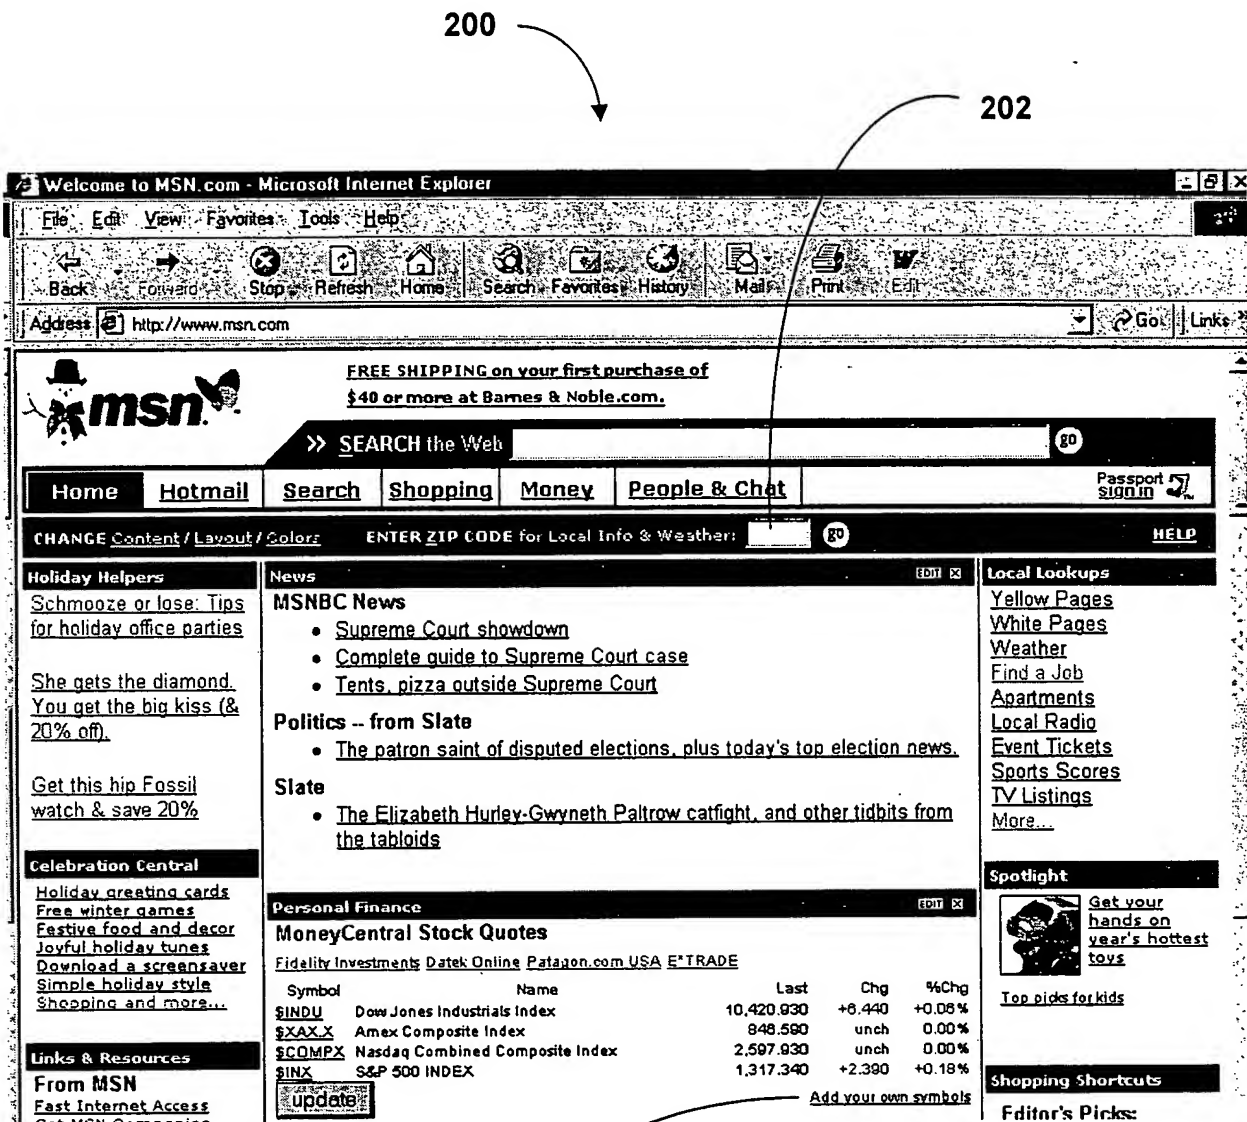 200
202
Welcome to MSN.com - Microsoft Internet Explorer
File Edit View Favorites Tools Help
Back Forward Stop Refresh Home Search Favorites History Mail Print Edit
Address http://www.msn.com Go Links »
msn
FREE SHIPPING on your first purchase of
$40 or more at Barnes & Noble.com.
>> SEARCH the Web go
Home Hotmail Search Shopping Money People & Chat Passport sign in
CHANGE Content / Layout / Colors ENTER ZIP CODE for Local Info & Weather: go HELP
Holiday Helpers
Schmooze or lose: Tips
for holiday office parties
She gets the diamond.
You get the big kiss (&
20% off).
Get this hip Fossil
watch & save 20%
Celebration Central
Holiday greeting cards
Free winter games
Festive food and decor
Joyful holiday tunes
Download a screensaver
Simple holiday style
Shopping and more...
Links & Resources
From MSN
Fast Internet Access
News EDIT X
MSNBC News
• Supreme Court showdown
• Complete guide to Supreme Court case
• Tents, pizza outside Supreme Court
Politics -- from Slate
• The patron saint of disputed elections, plus today's top election news.
Slate
• The Elizabeth Hurley-Gwyneth Paltrow catfight, and other tidbits from
the tabloids
Personal Finance EDIT X
MoneyCentral Stock Quotes
Fidelity Investments Datek Online Patagon.com USA E*TRADE
Symbol Name Last Chg %Chg
$INDU Dow Jones Industrials Index 10,420.930 +6.440 +0.06%
$XAX.X Amex Composite Index 848.590 unch 0.00%
$COMPX Nasdaq Combined Composite Index 2,597.930 unch 0.00%
$INX S&P 500 INDEX 1,317.340 +2.390 +0.18%
update
Add your own symbols
Local Lookups
Yellow Pages
White Pages
Weather
Find a Job
Apartments
Local Radio
Event Tickets
Sports Scores
TV Listings
More...
Spotlight
Get your
hands on
year's hottest
toys
Top picks for kids
Shopping Shortcuts
Editor's Picks: